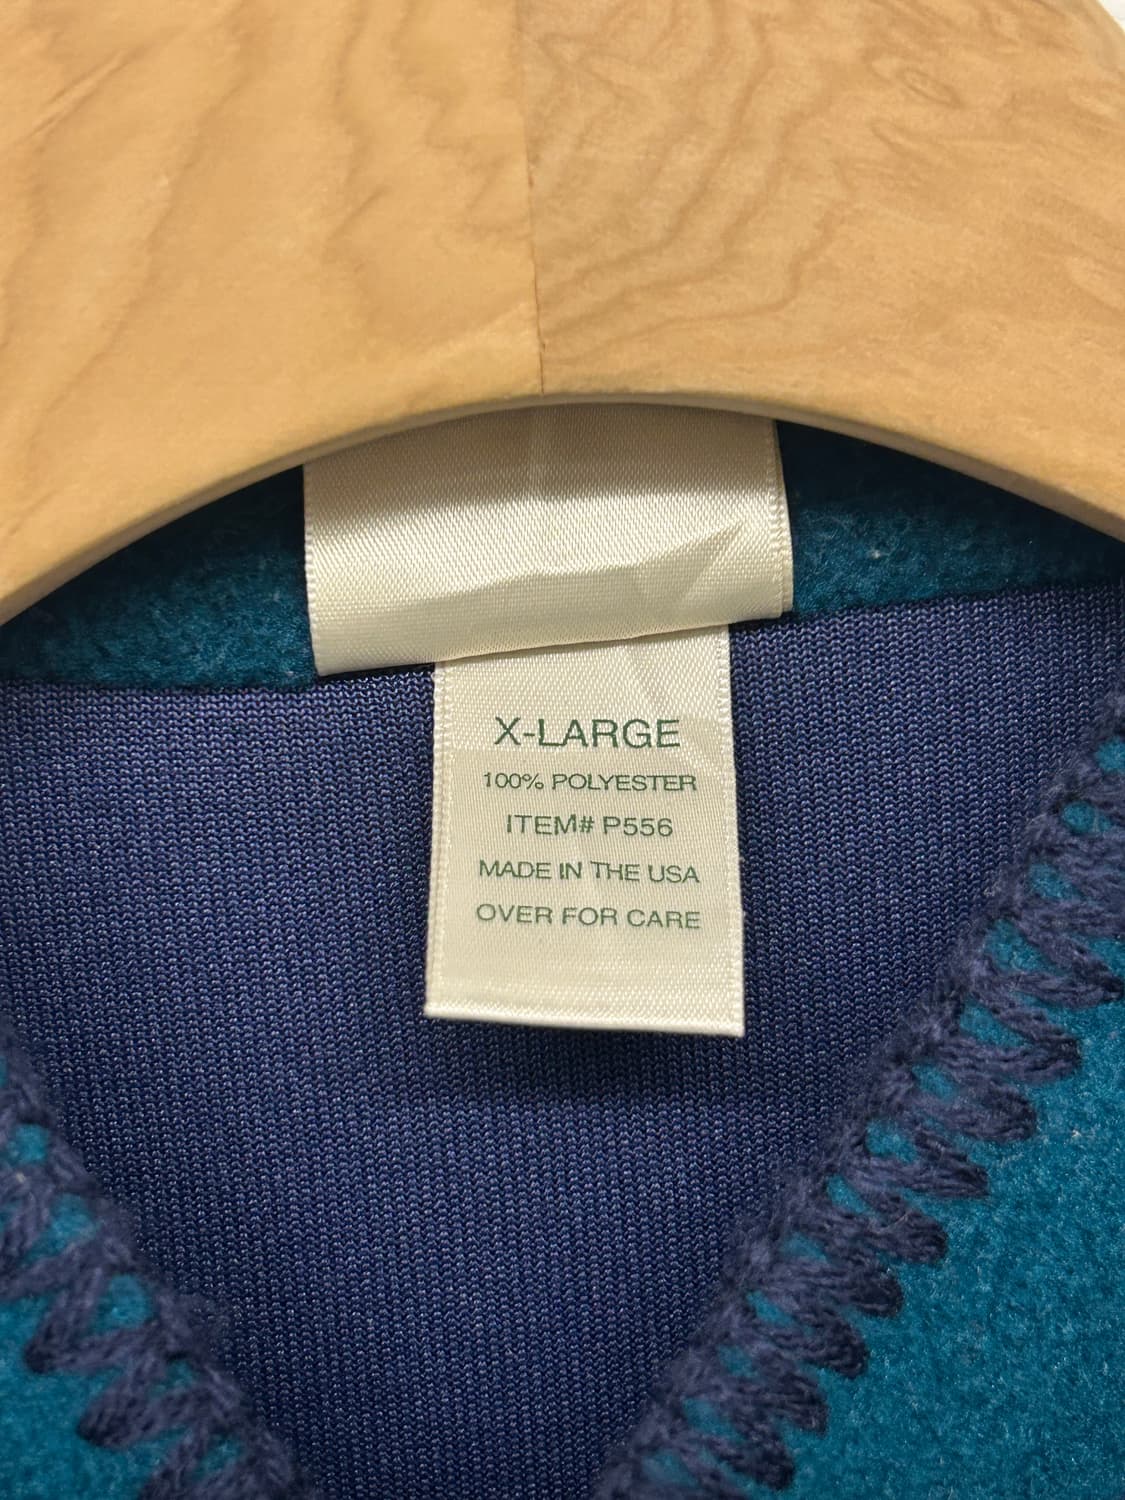 X-LARGE
100% POLYESTER
ITEM# P556
MADE IN THE USA
OVER FOR CARE